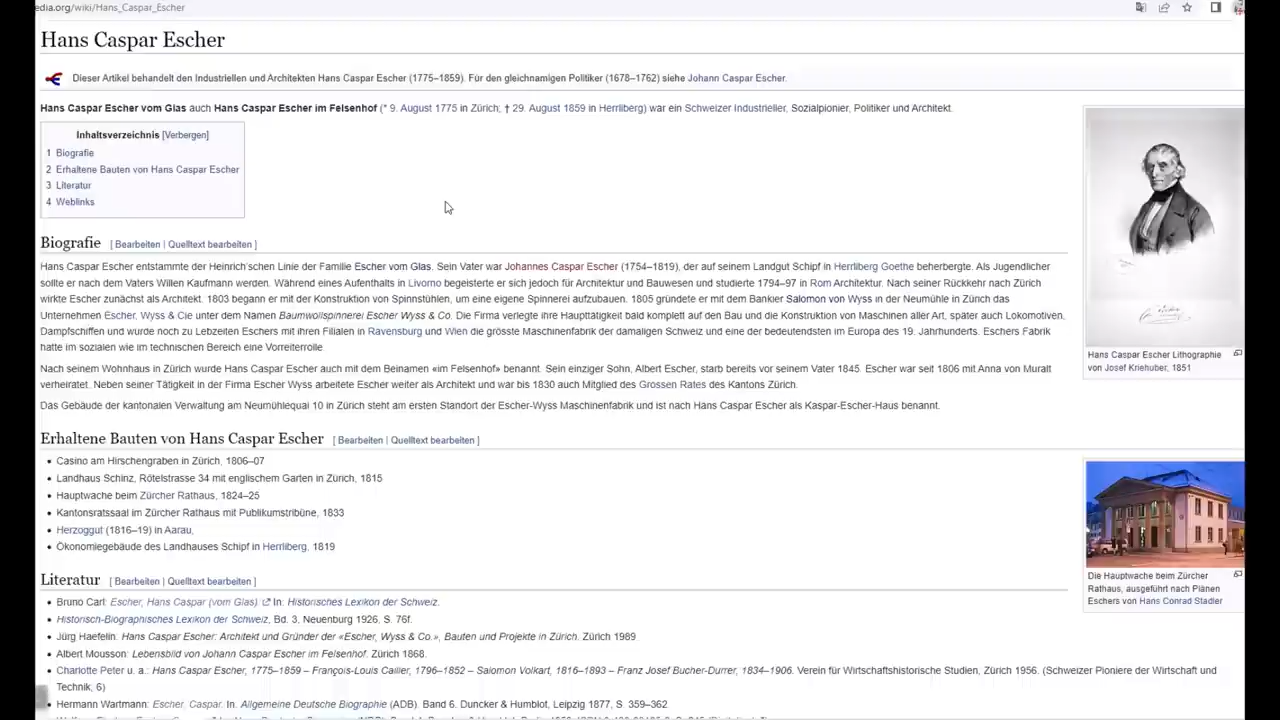 edia.org/wiki/Hans_Caspar_Escher
Hans Caspar Escher
Dieser Artikel behandelt den Industriellen und Architekten Hans Caspar Escher (1775–1859). Für den gleichnamigen Politiker (1678–1762) siehe Johann Caspar Escher.
Hans Caspar Escher vom Glas auch Hans Caspar Escher im Felsenhof (* 9. August 1775 in Zürich; † 29. August 1859 in Herrliberg) war ein Schweizer Industrieller, Sozialpionier, Politiker und Architekt.
Inhaltsverzeichnis [Verbergen]
1 Biografie
2 Erhaltene Bauten von Hans Caspar Escher
3 Literatur
4 Weblinks
Biografie [ Bearbeiten | Quelltext bearbeiten ]
Hans Caspar Escher entstammte der Heinrich'schen Linie der Familie Escher vom Glas. Sein Vater war Johannes Caspar Escher (1754–1819), der auf seinem Landgut Schipf in Herrliberg Goethe beherbergte. Als Jugendlicher
sollte er nach dem Vaters Willen Kaufmann werden. Während eines Aufenthalts in Livorno begeisterte er sich jedoch für Architektur und Bauwesen und studierte 1794–97 in Rom Architektur. Nach seiner Rückkehr nach Zürich
wirkte Escher zunächst als Architekt. 1803 begann er mit der Konstruktion von Spinnstühlen, um eine eigene Spinnerei aufzubauen. 1805 gründete er mit dem Bankier Salomon von Wyss in der Neumühle in Zürich das
Unternehmen Escher, Wyss & Cie unter dem Namen Baumwollspinnerei Escher Wyss & Co. Die Firma verlegte ihre Haupttätigkeit bald komplett auf den Bau und die Konstruktion von Maschinen aller Art, später auch Lokomotiven,
Dampfschiffen und wurde noch zu Lebzeiten Eschers mit ihren Filialen in Ravensburg und Wien die grösste Maschinenfabrik der damaligen Schweiz und eine der bedeutendsten im Europa des 19. Jahrhunderts. Eschers Fabrik
hatte im sozialen wie im technischen Bereich eine Vorreiterrolle.
Nach seinem Wohnhaus in Zürich wurde Hans Caspar Escher auch mit dem Beinamen «im Felsenhof» benannt. Sein einziger Sohn, Albert Escher, starb bereits vor seinem Vater 1845. Escher war seit 1806 mit Anna von Muralt
verheiratet. Neben seiner Tätigkeit in der Firma Escher Wyss arbeitete Escher weiter als Architekt und war bis 1830 auch Mitglied des Grossen Rates des Kantons Zürich.
Das Gebäude der kantonalen Verwaltung am Neumühlequai 10 in Zürich steht am ersten Standort der Escher-Wyss Maschinenfabrik und ist nach Hans Caspar Escher als Kaspar-Escher-Haus benannt.
Hans Caspar Escher Lithographie
von Josef Kriehuber, 1851
Erhaltene Bauten von Hans Caspar Escher [ Bearbeiten | Quelltext bearbeiten ]
Casino am Hirschengraben in Zürich, 1806–07
Landhaus Schinz, Rötelstrasse 34 mit englischem Garten in Zürich, 1815
Hauptwache beim Zürcher Rathaus, 1824–25
Kantonsratssaal im Zürcher Rathaus mit Publikumstribüne, 1833
Herzoggut (1816–19) in Aarau,
Ökonomiegebäude des Landhauses Schipf in Herrliberg, 1819
Die Hauptwache beim Zürcher
Rathaus, ausgeführt nach Plänen
Eschers von Hans Conrad Stadler
Literatur [ Bearbeiten | Quelltext bearbeiten ]
Bruno Carl: Escher, Hans Caspar (vom Glas). In: Historisches Lexikon der Schweiz.
Historisch-Biographisches Lexikon der Schweiz, Bd. 3, Neuenburg 1926, S. 76f.
Jürg Haefelin: Hans Caspar Escher: Architekt und Gründer der «Escher, Wyss & Co.», Bauten und Projekte in Zürich. Zürich 1989.
Albert Mousson: Lebensbild von Johann Caspar Escher im Felsenhof. Zürich 1868.
Charlotte Peter u. a.: Hans Caspar Escher, 1775–1859 – François-Louis Cailler, 1796–1852 – Salomon Volkart, 1816–1893 – Franz Josef Bucher-Durrer, 1834–1906. Verein für Wirtschaftshistorische Studien, Zürich 1956. (Schweizer Pioniere der Wirtschaft und
Technik, 6)
Hermann Wartmann: Escher, Caspar. In: Allgemeine Deutsche Biographie (ADB). Band 6, Duncker & Humblot, Leipzig 1877, S. 359–362